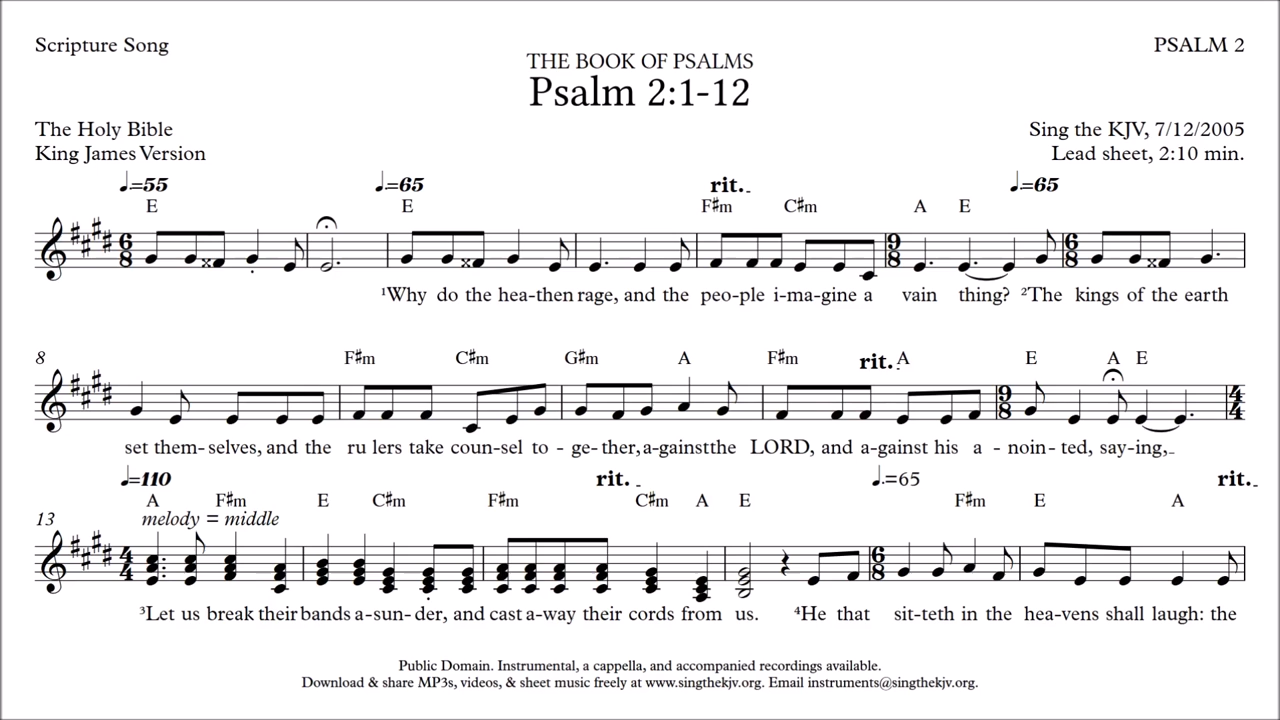 Scripture Song
PSALM 2
THE BOOK OF PSALMS
Psalm 2:1-12
The Holy Bible
Sing the KJV, 7/12/2005
King James Version
Lead sheet, 2:10 min.
♩.=55 ♩.=65 rit. ♩.=65
E E F♯m C♯m A E
6/8 9/8 6/8
¹Why do the hea-then rage, and the peo-ple i-ma-gine a vain thing? ²The kings of the earth
8
F♯m C♯m G♯m A F♯m rit. A E A E
9/8 4/4
set them-selves, and the ru lers take coun-sel to - ge-ther, a-gainst the LORD, and a-gainst his a - noin-ted, say-ing,
♩=110 rit. ♩.=65 rit.
A F♯m E C♯m F♯m C♯m A E F♯m E A
13
melody = middle
4/4 6/8
³Let us break their bands a-sun-der, and cast a-way their cords from us. ⁴He that sit-teth in the hea-vens shall laugh: the
Public Domain. Instrumental, a cappella, and accompanied recordings available.
Download & share MP3s, videos, & sheet music freely at www.singthekjv.org. Email instruments@singthekjv.org.